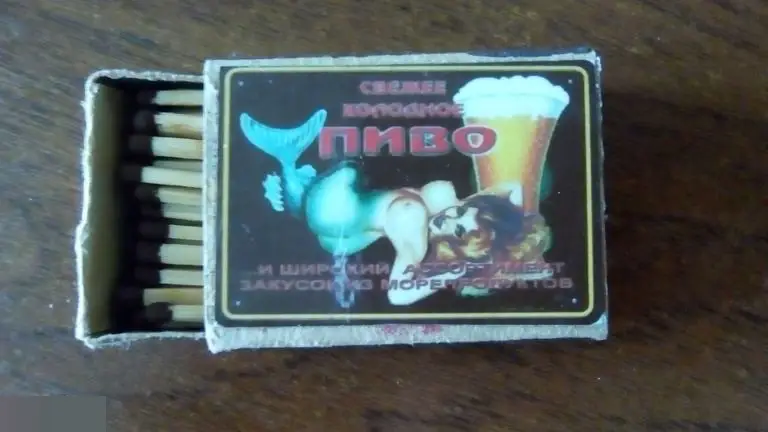 СВЕЖЕЕ
ХОЛОДНОЕ
ПИВО
...И ШИРОКИЙ АССОРТИМЕНТ
ЗАКУСОК ИЗ МОРЕПРОДУКТОВ